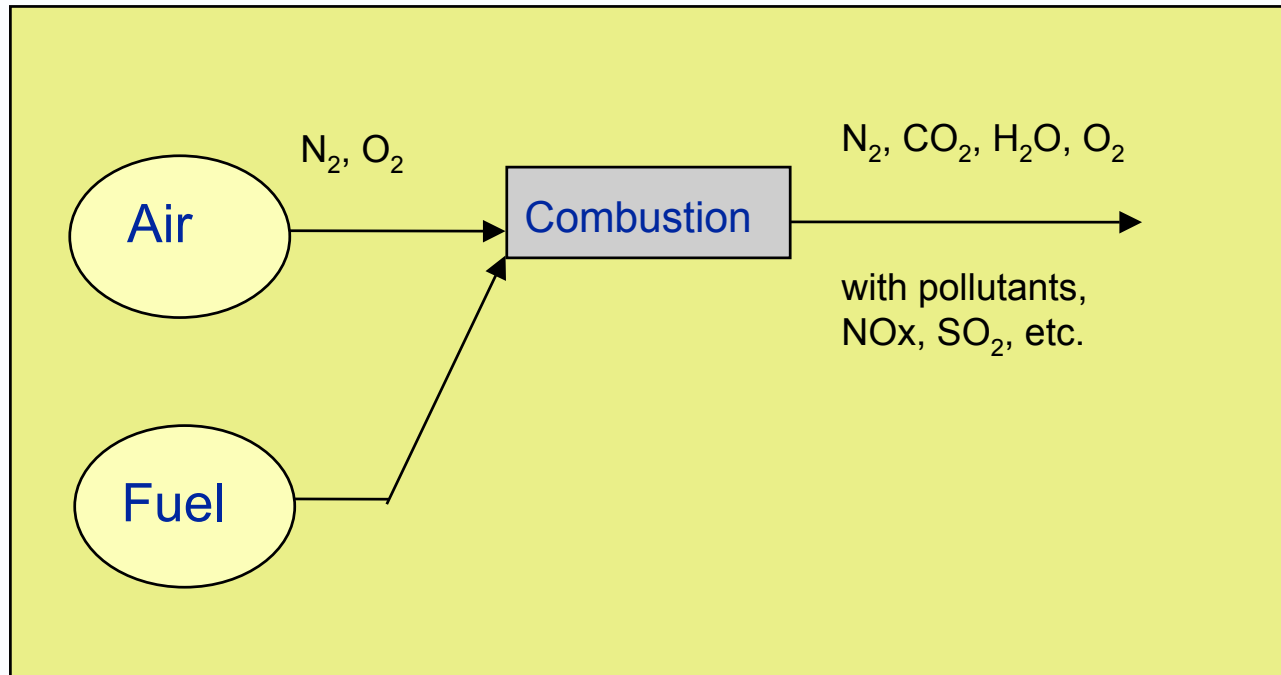 N₂, O₂
N₂, CO₂, H₂O, O₂
Air
Combustion
with pollutants,
NOx, SO₂, etc.
Fuel